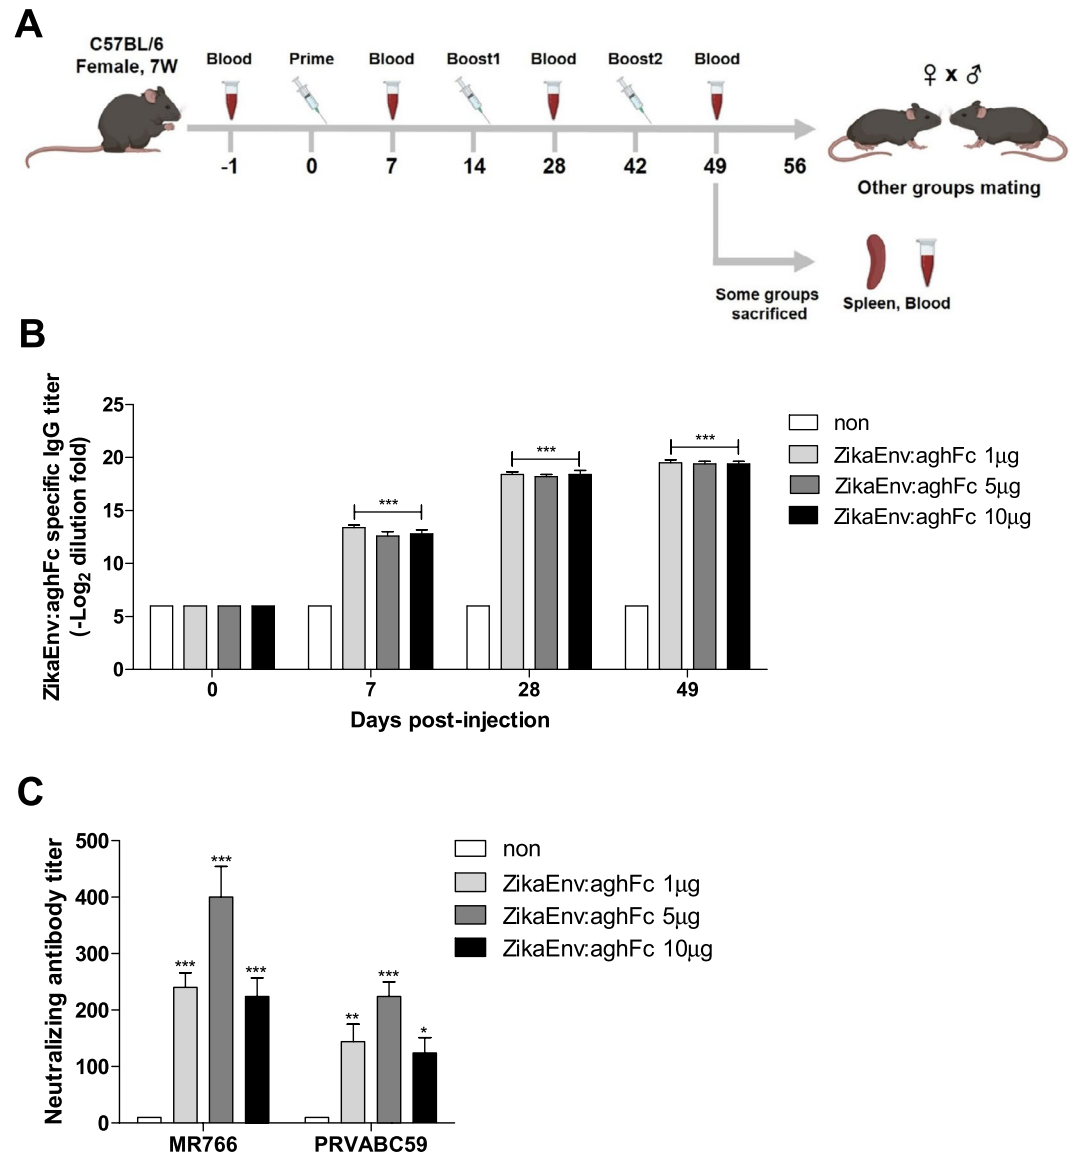 A
C57BL/6
Female, 7W
Blood
Prime
Blood
Boost1
Blood
Boost2
Blood
♀ x ♂
-1
0
7
14
28
42
49
56
Other groups mating
Some groups
sacrificed
Spleen, Blood
B
ZikaEnv:aghFc specific IgG titer
(-Log2 dilution fold)
25
20
15
10
5
0
***
***
***
0
7
28
49
Days post-injection
non
ZikaEnv:aghFc 1μg
ZikaEnv:aghFc 5μg
ZikaEnv:aghFc 10μg
C
Neutralizing antibody titer
500
400
300
200
100
0
***
***
***
**
***
*
MR766
PRVABC59
non
ZikaEnv:aghFc 1μg
ZikaEnv:aghFc 5μg
ZikaEnv:aghFc 10μg